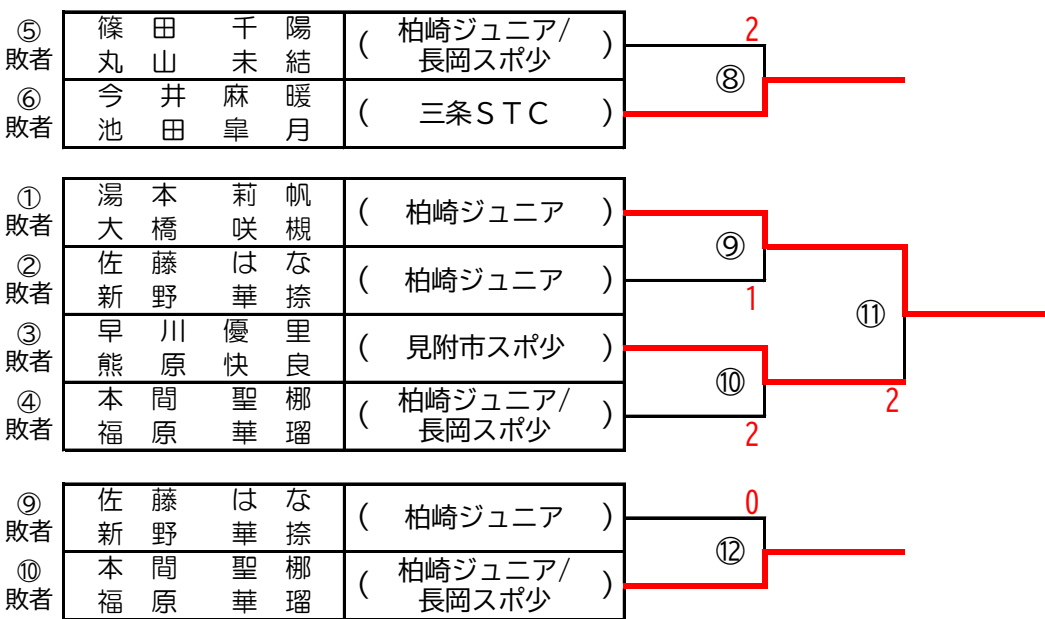 ⑤敗者 篠田 千陽 ( 柏崎ジュニア/ ) 2
丸山 未結 長岡スポ少
⑧
⑥敗者 今井麻暖 ( 三条STC )
池田皐月
①敗者 湯本 莉帆 ( 柏崎ジュニア )
大橋 咲槻
⑨
②敗者 佐藤 はな ( 柏崎ジュニア )
新野 華捺 1
⑪
③敗者 早川優里 ( 見附市スポ少 )
熊原快良
⑩ 2
④敗者 本間 聖梛 ( 柏崎ジュニア/ )
福原 華瑠 長岡スポ少 2
⑨敗者 佐藤 はな ( 柏崎ジュニア ) 0
新野 華捺
⑫
⑩敗者 本間 聖梛 ( 柏崎ジュニア/ )
福原 華瑠 長岡スポ少